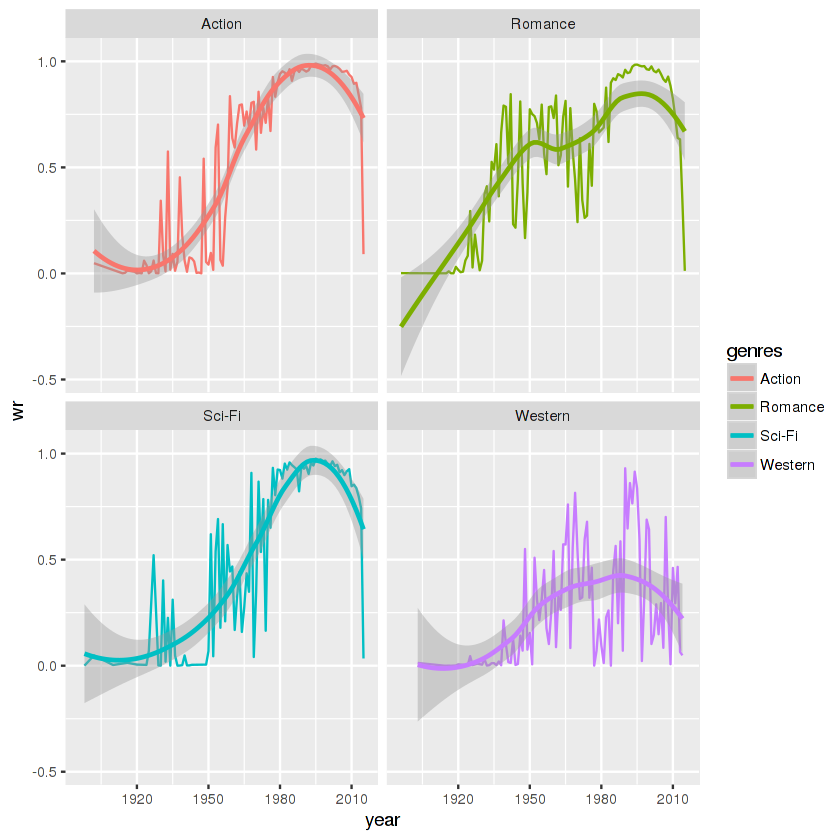 Action Romance
1.0
0.5
0.0
-0.5
Sci-Fi Western
1.0
0.5
0.0
-0.5
1920 1950 1980 2010 1920 1950 1980 2010
year
wr
genres
Action
Romance
Sci-Fi
Western